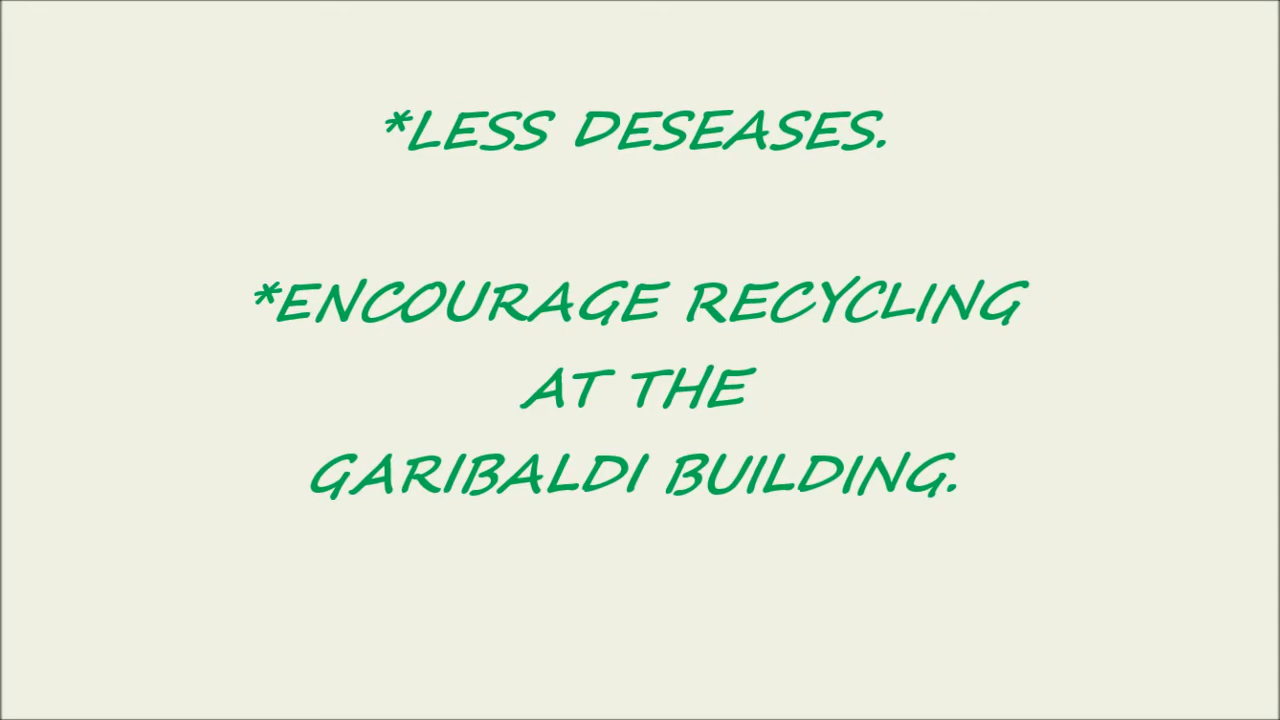 *LESS DESEASES.
*ENCOURAGE RECYCLING
AT THE
GARIBALDI BUILDING.